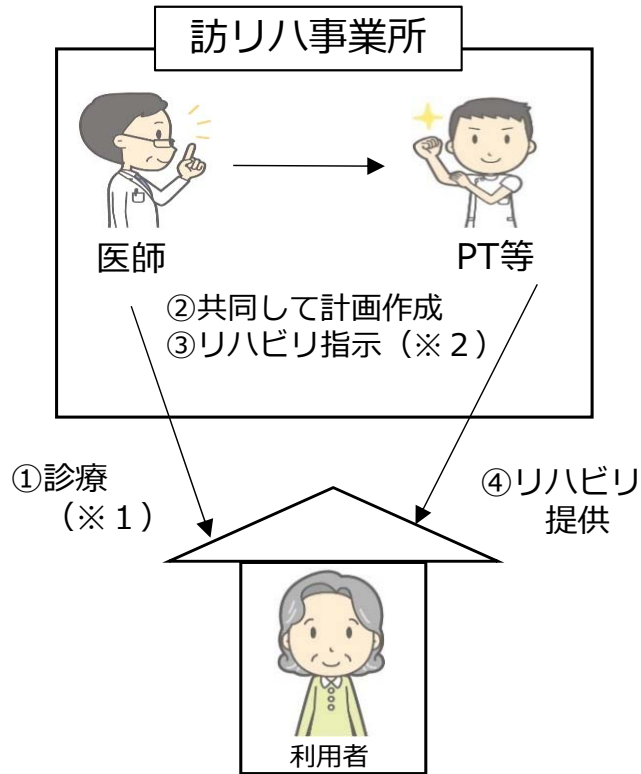 訪リハ事業所
医師
PT等
②共同して計画作成
③リハビリ指示（※２）
①診療
（※１）
④リハビリ
提供
利用者